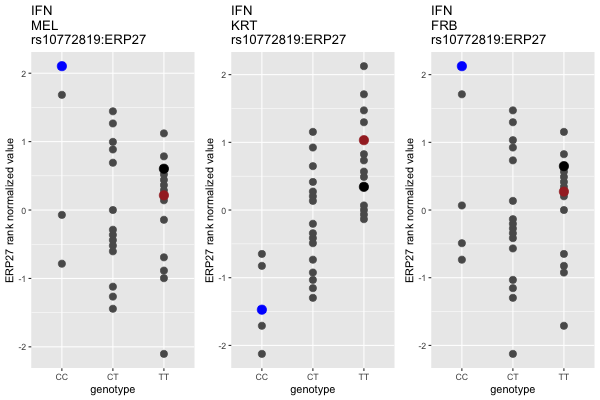 IFN
MEL
rs10772819:ERP27
ERP27 rank normalized value
2
1
0
-1
-2
CC CT TT
genotype
IFN
KRT
rs10772819:ERP27
ERP27 rank normalized value
2
1
0
-1
-2
CC CT TT
genotype
IFN
FRB
rs10772819:ERP27
ERP27 rank normalized value
2
1
0
-1
-2
CC CT TT
genotype